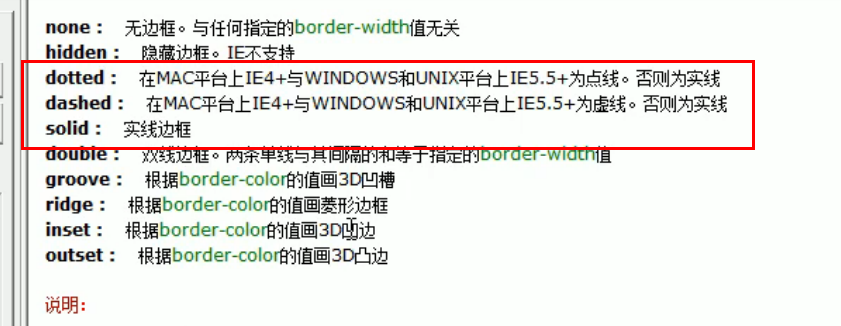 none： 无边框。与任何指定的border-width值无关
hidden： 隐藏边框。IE不支持
dotted： 在MAC平台上IE4+与WINDOWS和UNIX平台上IE5.5+为点线。否则为实线
dashed： 在MAC平台上IE4+与WINDOWS和UNIX平台上IE5.5+为虚线。否则为实线
solid： 实线边框
double： 双线边框。两条单线与其间隔的和等于指定的border-width值
groove： 根据border-color的值画3D凹槽
ridge： 根据border-color的值画菱形边框
inset： 根据border-color的值画3D凹边
outset： 根据border-color的值画3D凸边
说明：